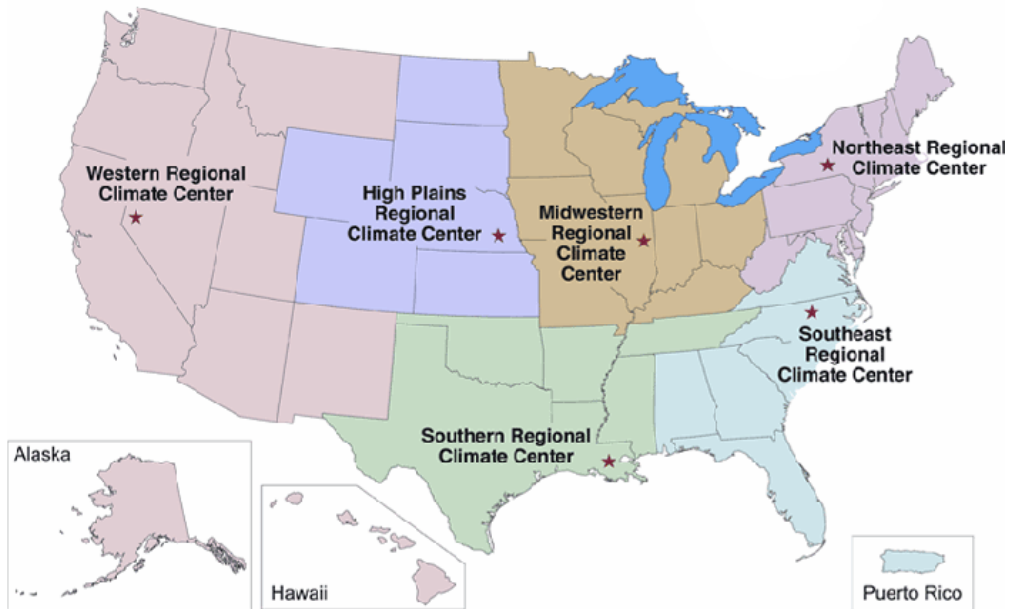 Western Regional
Climate Center
High Plains
Regional
Climate Center
Midwestern
Regional
Climate
Center
Northeast Regional
Climate Center
Southeast
Regional
Climate Center
Southern Regional
Climate Center
Alaska
Hawaii
Puerto Rico